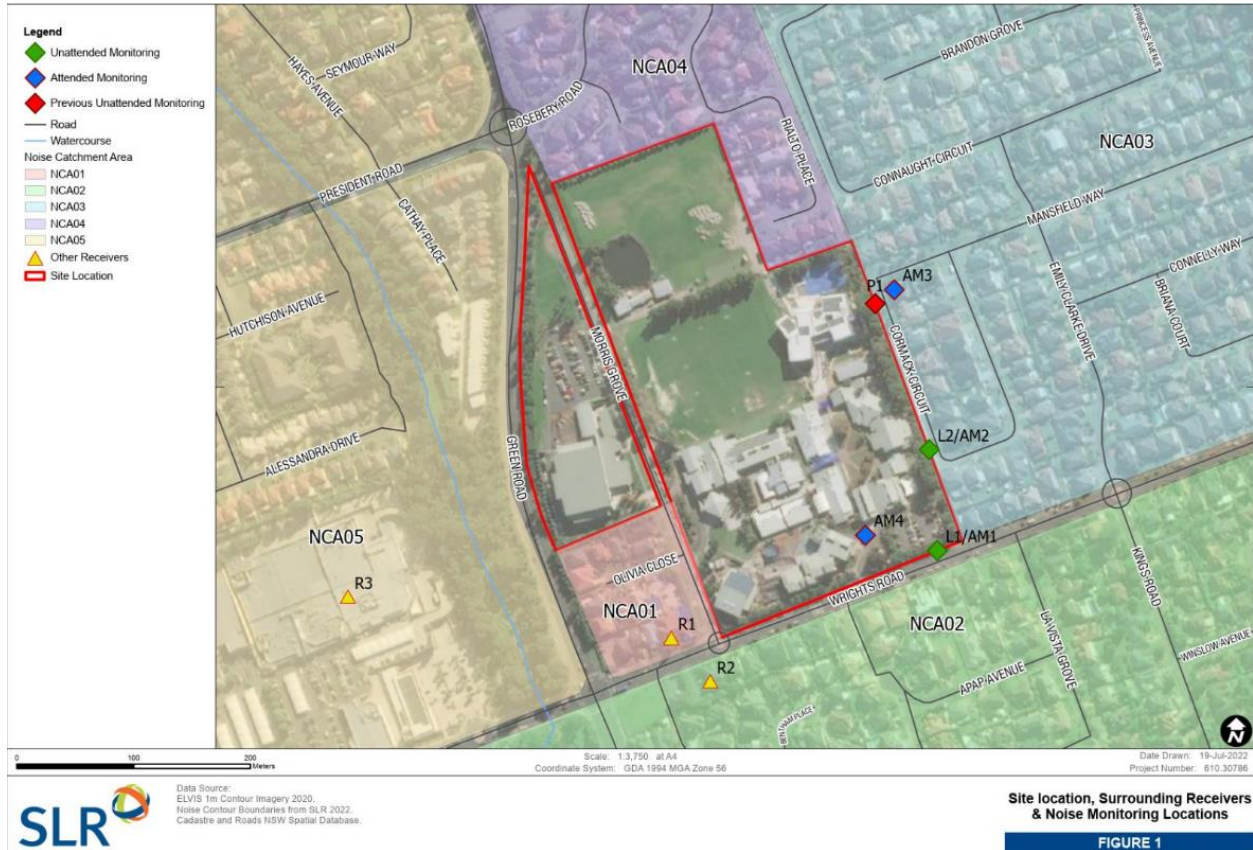 Legend
Unattended Monitoring
Attended Monitoring
Previous Unattended Monitoring
Road
Watercourse
Noise Catchment Area
NCA01
NCA02
NCA03
NCA04
NCA05
Other Receivers
Site Location
SEYMOUR WAY
HAYES AVENUE
PRESIDENT ROAD
CATHAY PLACE
HUTCHISON AVENUE
ALESSANDRA DRIVE
NCA05
R3
GREEN ROAD
MORRIS GROVE
ROSEBERY ROAD
NCA04
RIALTO PLACE
BRANDON GROVE
PRINCESS AVENUE
CONNAUGHT CIRCUIT
NCA03
MANSFIELD WAY
CONNELLY WAY
BRIANA COURT
EMILY CLARKE DRIVE
P1
AM3
CORMACK CIRCUIT
L2/AM2
AM4
L1/AM1
WRIGHTS ROAD
OLIVIA CLOSE
NCA01
R1
R2
NCA02
LA VISTA GROVE
KINGS ROAD
WINSLOW AVENUE
APAP AVENUE
PLACE
N
0 100 200
Meters
Scale: 1:3,750 at A4
Coordinate System: GDA 1994 MGA Zone 56
Date Drawn: 19-Jul-2022
Project Number: 610.30786
SLR
Data Source:
ELVIS 1m Contour Imagery 2020.
Noise Contour Boundaries from SLR 2022.
Cadastre and Roads NSW Spatial Database.
Site location, Surrounding Receivers
& Noise Monitoring Locations
FIGURE 1